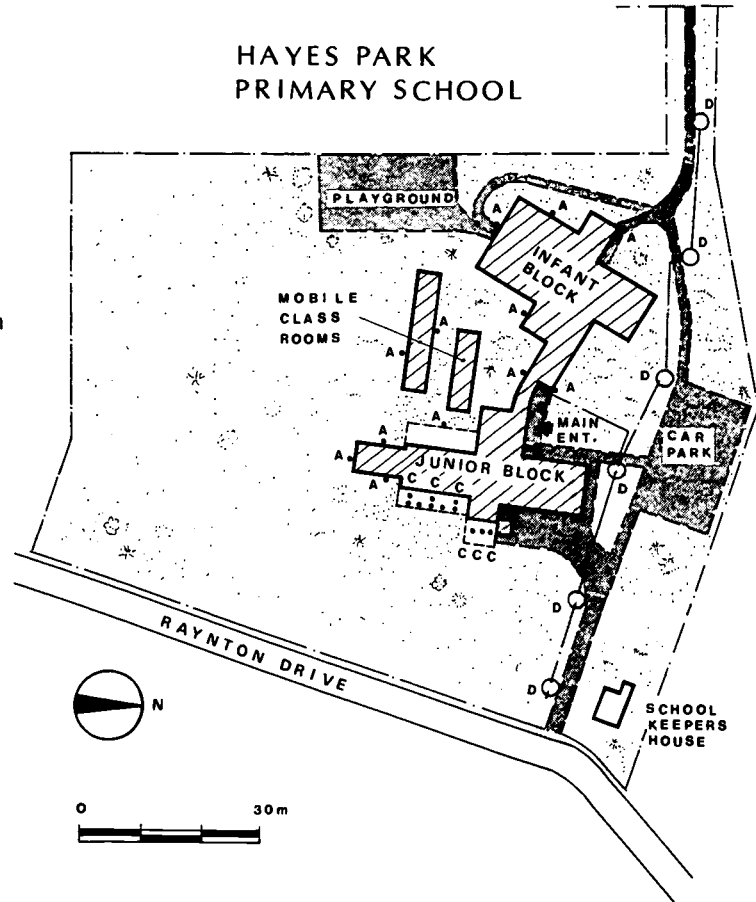 HAYES PARK
PRIMARY SCHOOL
D
PLAYGROUND
A
A
A
D
INFANT
BLOCK
MOBILE
CLASS
ROOMS
A
A
A
A
A
D
A
A
MAIN
ENT.
CAR
PARK
A
JUNIOR BLOCK
A
C C C
D
CCC
D
RAYNTON DRIVE
D
N
SCHOOL
KEEPERS
HOUSE
0 30m